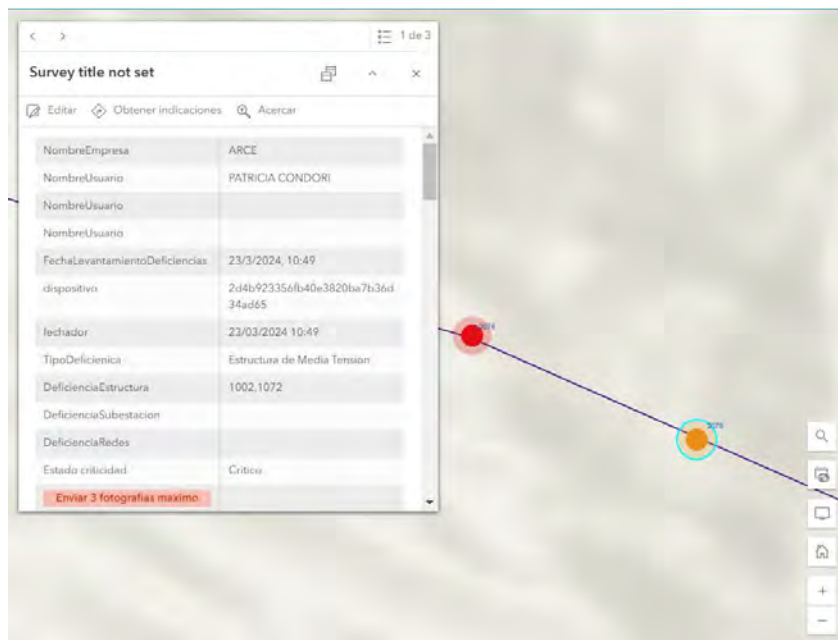 1 de 3
Survey title not set
Editar Obtener indicaciones Acercar
NombreEmpresa ARCE
NombreUsuario PATRICIA CONDORI
NombreUsuario
NombreUsuario
FechaLevantamientoDeficiencias 23/3/2024, 10:49
dispositivo 2d4b923356fb40e3820ba7b36d
34ad65
fechador 23/03/2024 10:49
TipoDeficienica Estructura de Media Tension
DeficienciaEstructura 1002,1072
DeficienciaSubestacion
DeficienciaRedes
Estado criticidad Critico
Enviar 3 fotografias maximo